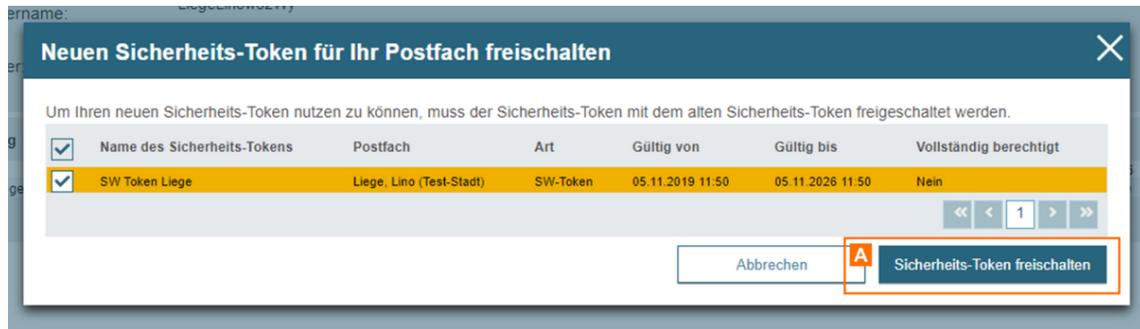 ername:
Neuen Sicherheits-Token für Ihr Postfach freischalten
Um Ihren neuen Sicherheits-Token nutzen zu können, muss der Sicherheits-Token mit dem alten Sicherheits-Token freigeschaltet werden.
Name des Sicherheits-Tokens Postfach Art Gültig von Gültig bis Vollständig berechtigt
SW Token Liege Liege, Lino (Test-Stadt) SW-Token 05.11.2019 11:50 05.11.2026 11:50 Nein
« < 1 > »
Abbrechen A Sicherheits-Token freischalten